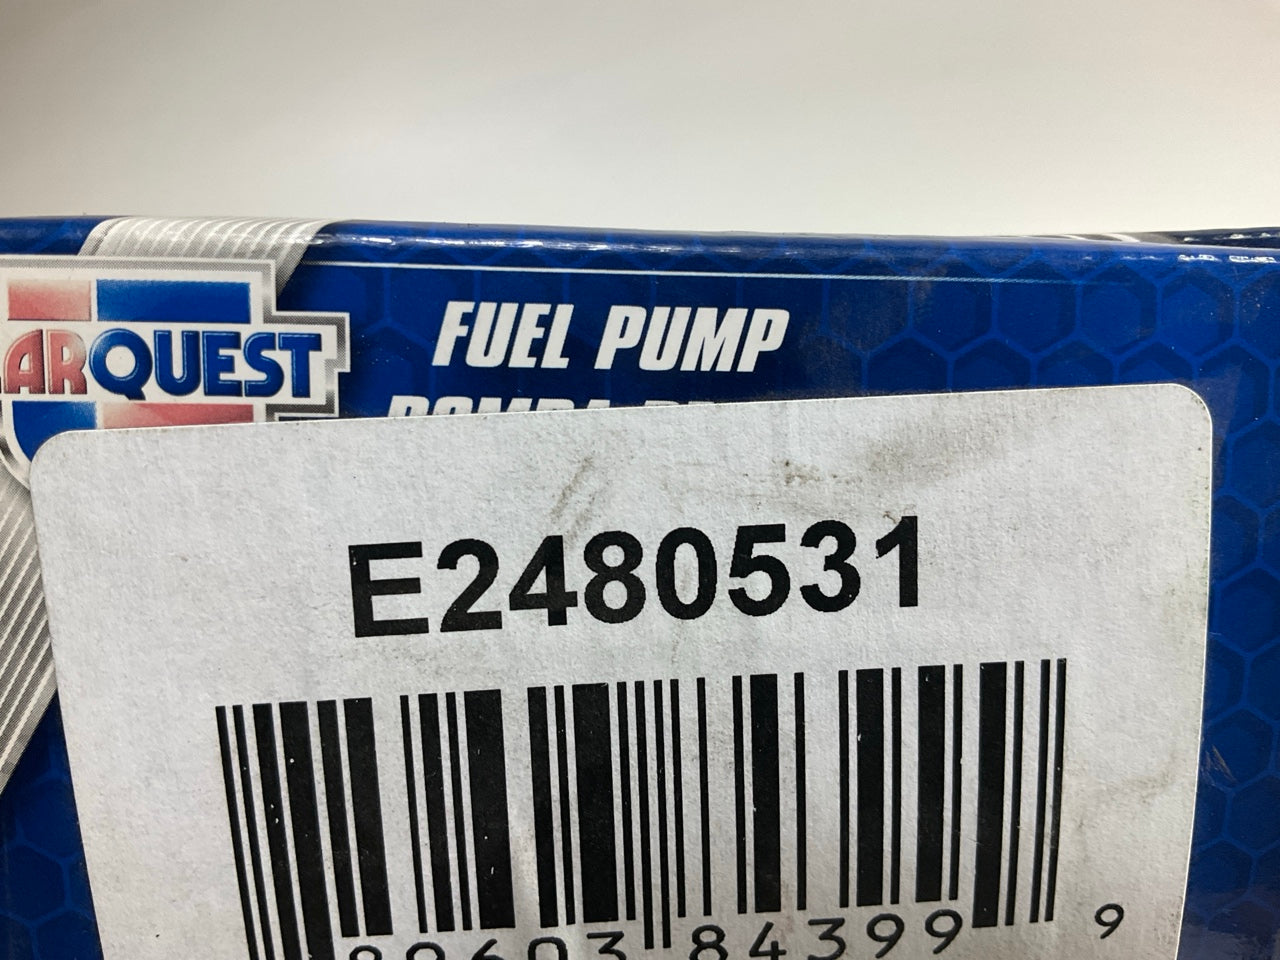 ARQUEST
FUEL PUMP
E2480531
84399
9